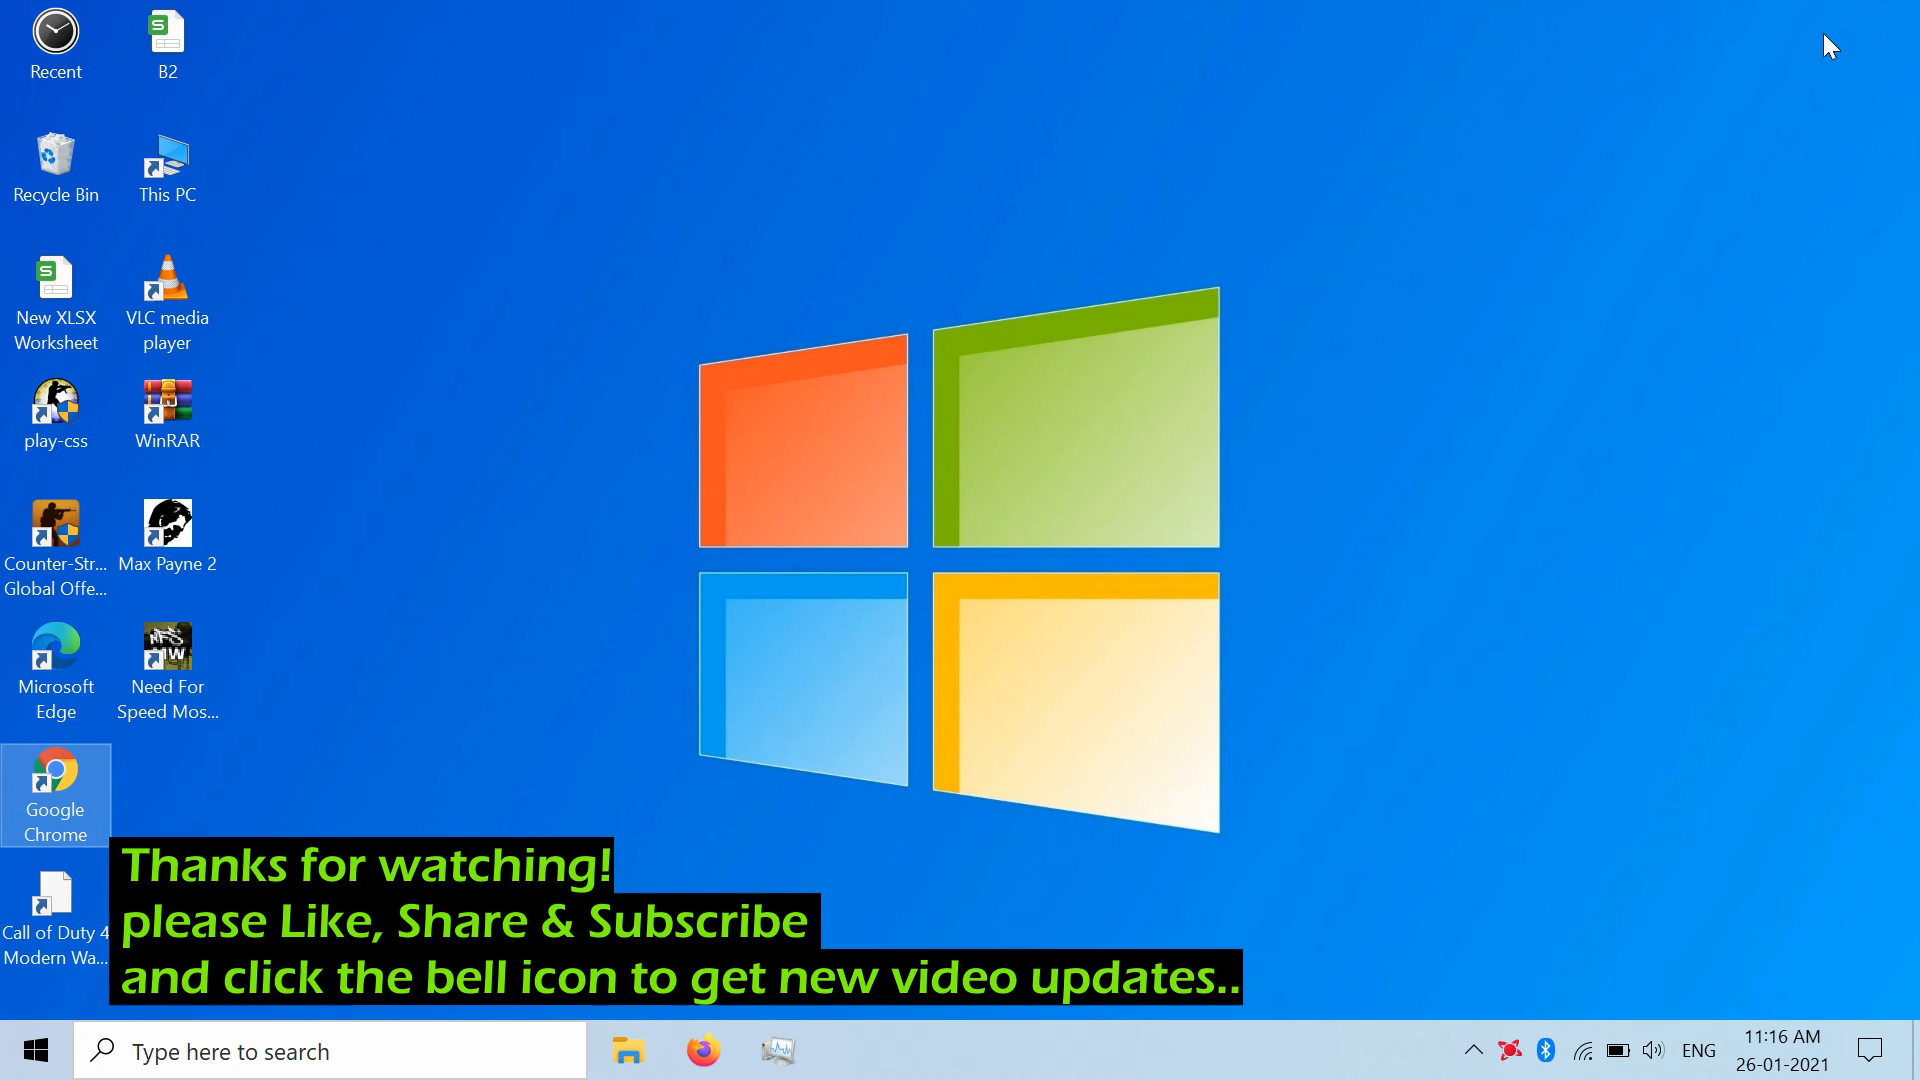 Recent
B2
Recycle Bin
This PC
New XLSX
Worksheet
VLC media
player
play-css
WinRAR
Counter-Str...
Global Offe...
Max Payne 2
Microsoft
Edge
Need For
Speed Mos...
Google
Chrome
Call of Duty 4
Modern Wa...
Thanks for watching!
please Like, Share & Subscribe
and click the bell icon to get new video updates..
Type here to search
ENG
11:16 AM
26-01-2021